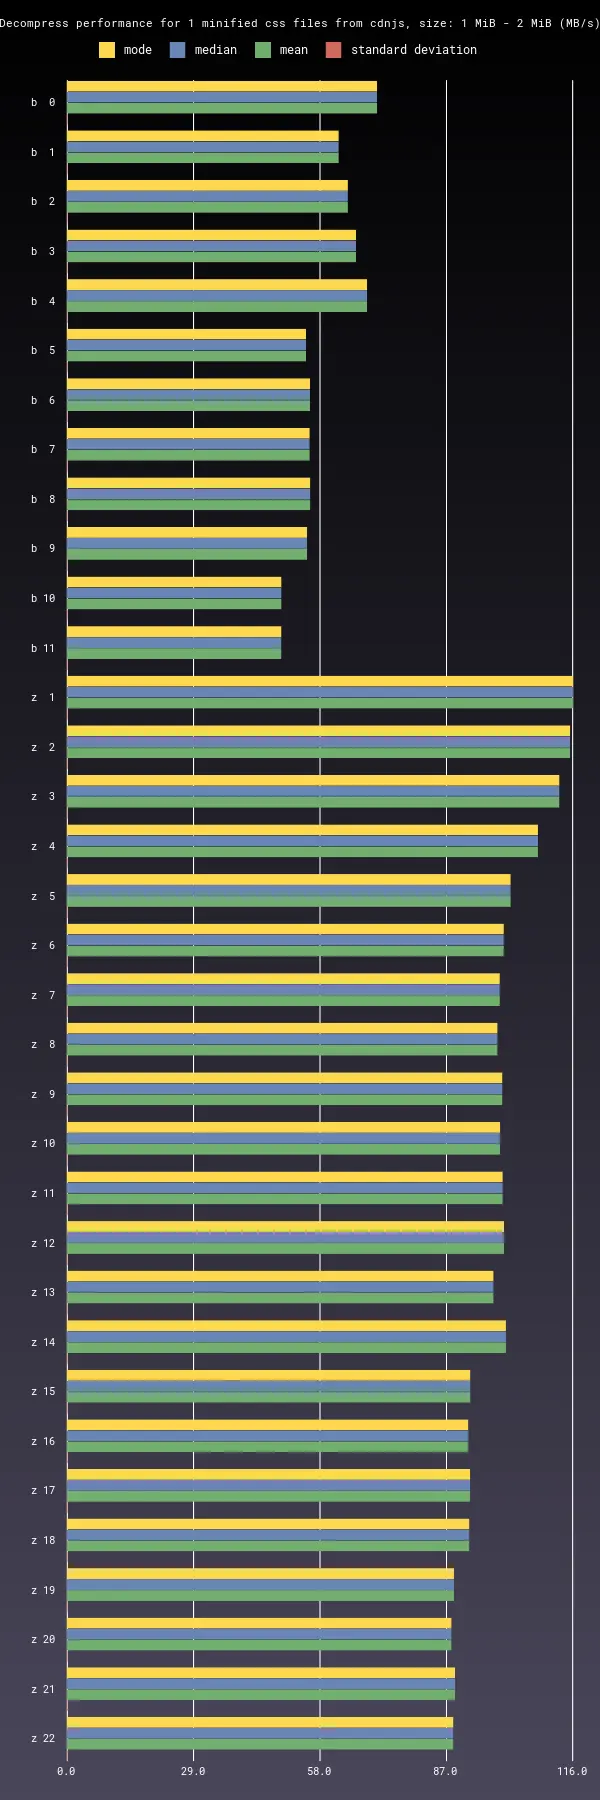 Decompress performance for 1 minified css files from cdnjs, size: 1 MiB - 2 MiB (MB/s)
mode median mean standard deviation
b 0
b 1
b 2
b 3
b 4
b 5
b 6
b 7
b 8
b 9
b 10
b 11
z 1
z 2
z 3
z 4
z 5
z 6
z 7
z 8
z 9
z 10
z 11
z 12
z 13
z 14
z 15
z 16
z 17
z 18
z 19
z 20
z 21
z 22
0.0 29.0 58.0 87.0 116.0